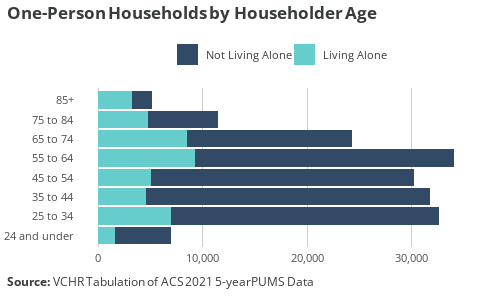 One-Person Households by Householder Age
Not Living Alone Living Alone
85+
75 to 84
65 to 74
55 to 64
45 to 54
35 to 44
25 to 34
24 and under
0 10,000 20,000 30,000
Source: VCHR Tabulation of ACS 2021 5-year PUMS Data